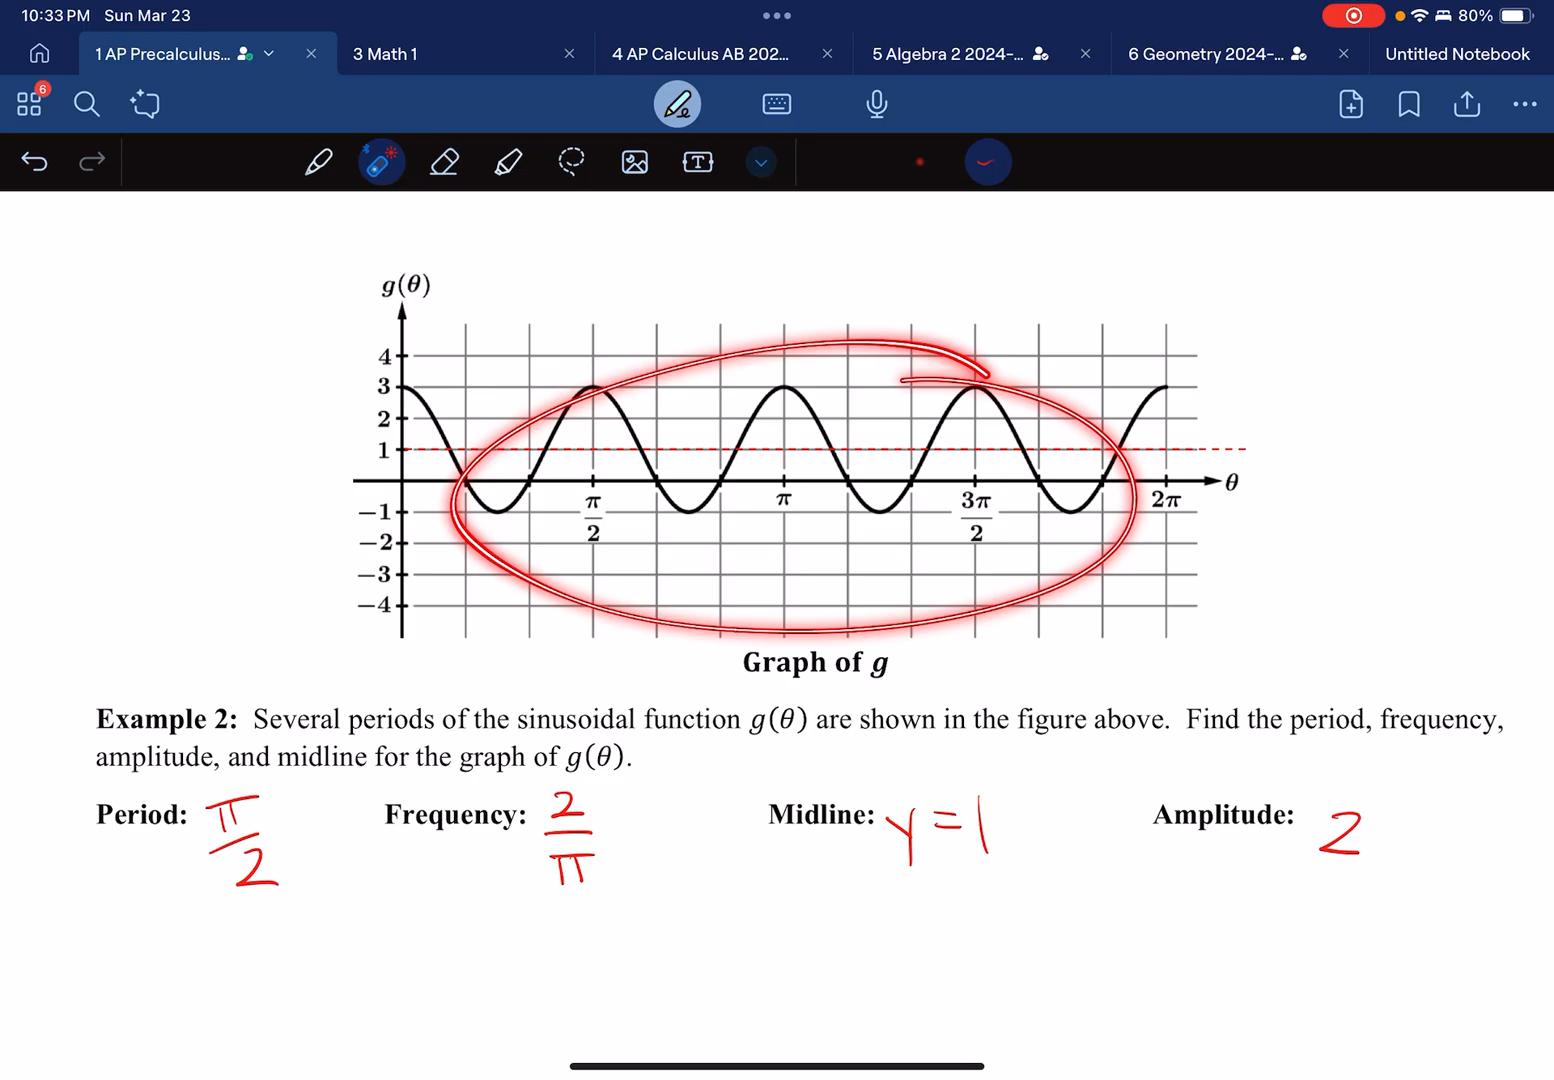 10:33 PM Sun Mar 23
80%
1 AP Precalculus...
3 Math 1
4 AP Calculus AB 202...
5 Algebra 2 2024-...
6 Geometry 2024-...
Untitled Notebook
6
T
g(θ)
4
3
2
1
−1
−2
−3
−4
π/2
π
3π/2
2π
θ
Graph of g
Example 2: Several periods of the sinusoidal function g(θ) are shown in the figure above. Find the period, frequency,
amplitude, and midline for the graph of g(θ).
Period: π/2 Frequency: 2/π Midline: y = 1 Amplitude: 2